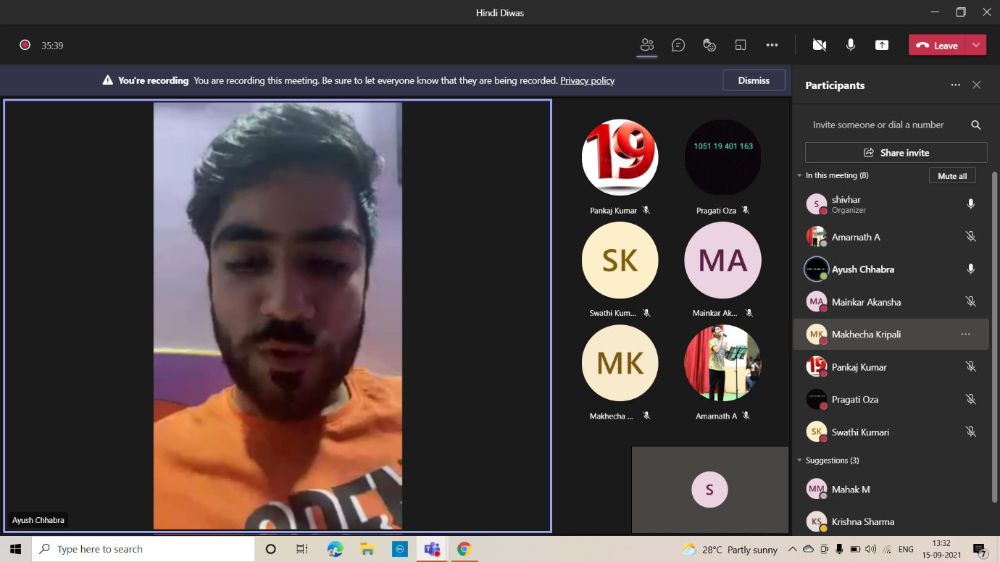 Hindi Diwas
35:39
Leave
You're recording You are recording this meeting. Be sure to let everyone know that they are being recorded. Privacy policy
Dismiss
Participants
Invite someone or dial a number
Share invite
In this meeting (8)
Mute all
S
shivhar
Organizer
Amarnath A
Ayush Chhabra
MA
Mainkar Akansha
MK
Makhecha Kripali
19
Pankaj Kumar
Pragati Oza
SK
Swathi Kumari
Suggestions (3)
MM
Mahak M
KS
Krishna Sharma
19
1051 19 401 163
Pankaj Kumar
Pragati Oza
SK
MA
Swathi Kum...
Mainkar Ak...
MK
Makhecha ...
Amarnath A
S
Ayush Chhabra
Type here to search
28°C Partly sunny
ENG
13:32
15-09-2021
7